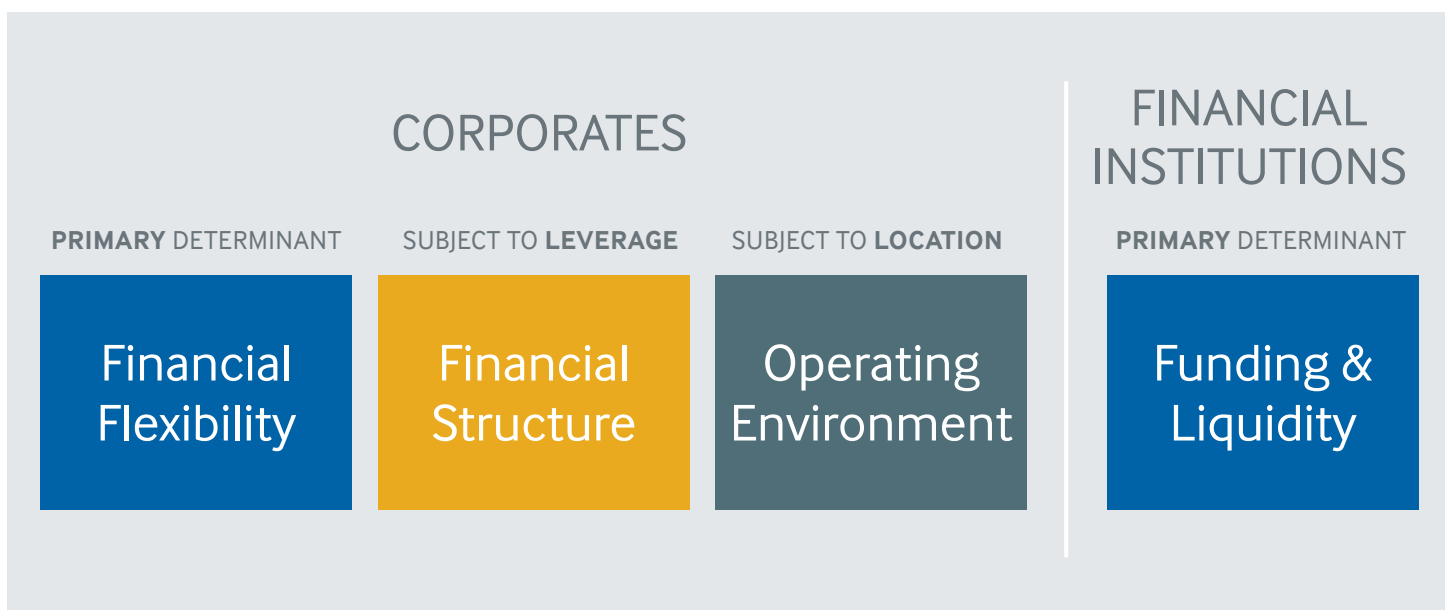 CORPORATES
PRIMARY DETERMINANT
Financial
Flexibility
SUBJECT TO LEVERAGE
Financial
Structure
SUBJECT TO LOCATION
Operating
Environment
FINANCIAL
INSTITUTIONS
PRIMARY DETERMINANT
Funding &
Liquidity